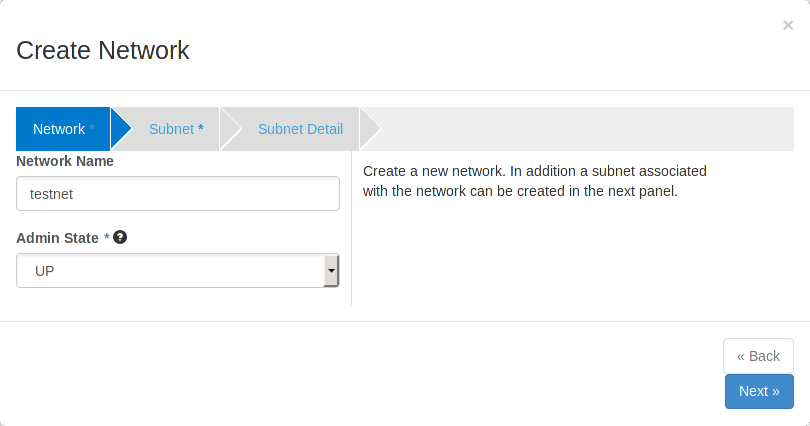 ×
Create Network
Network *
Subnet *
Subnet Detail
Network Name
testnet
Admin State * ?
UP
Create a new network. In addition a subnet associated
with the network can be created in the next panel.
« Back
Next »